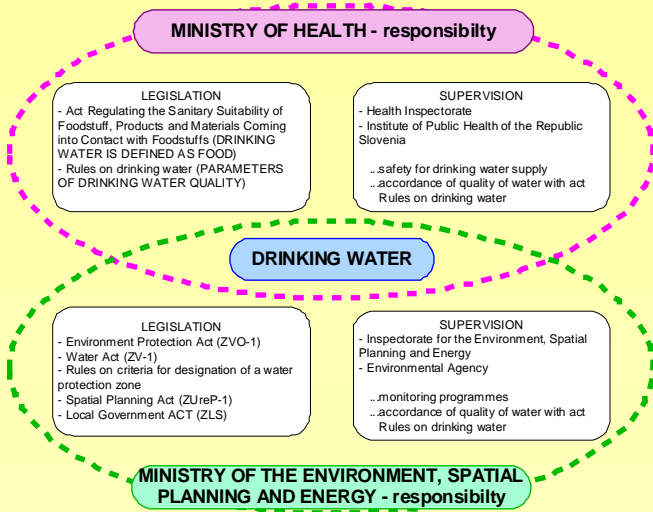 MINISTRY OF HEALTH - responsibilty
LEGISLATION
- Act Regulating the Sanitary Suitability of
Foodstuff, Products and Materials Coming
into Contact with Foodstuffs (DRINKING
WATER IS DEFINED AS FOOD)
- Rules on drinking water (PARAMETERS
OF DRINKING WATER QUALITY)
SUPERVISION
- Health Inspectorate
- Institute of Public Health of the Republic
Slovenia
...safety for drinking water supply
...accordance of quality of water with act
Rules on drinking water
DRINKING WATER
LEGISLATION
- Environment Protection Act (ZVO-1)
- Water Act (ZV-1)
- Rules on criteria for designation of a water
protection zone
- Spatial Planning Act (ZUreP-1)
- Local Government ACT (ZLS)
SUPERVISION
- Inspectorate for the Environment, Spatial
Planning and Energy
- Environmental Agency
...monitoring programmes
...accordance of quality of water with act
Rules on drinking water
MINISTRY OF THE ENVIRONMENT, SPATIAL
PLANNING AND ENERGY - responsibilty